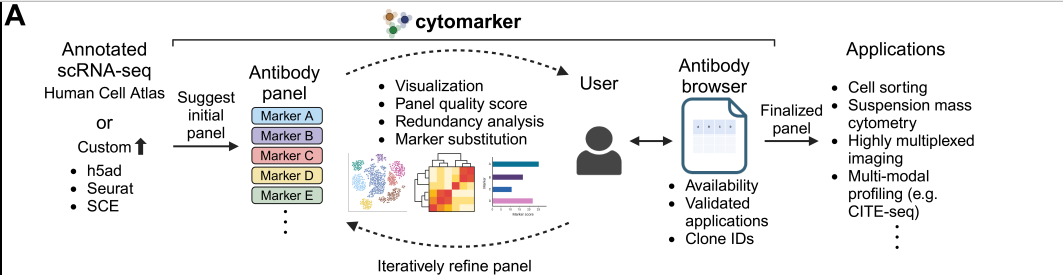 A
cytomarker
Annotated
scRNA-seq
Human Cell Atlas
or
Custom
• h5ad
• Seurat
• SCE
Suggest
initial
panel
Antibody
panel
Marker A
Marker B
Marker C
Marker D
Marker E
• Visualization
• Panel quality score
• Redundancy analysis
• Marker substitution
Marker
Marker score
Iteratively refine panel
User
Antibody
browser
• Availability
• Validated
applications
• Clone IDs
Finalized
panel
Applications
• Cell sorting
• Suspension mass
cytometry
• Highly multiplexed
imaging
• Multi-modal
profiling (e.g.
CITE-seq)